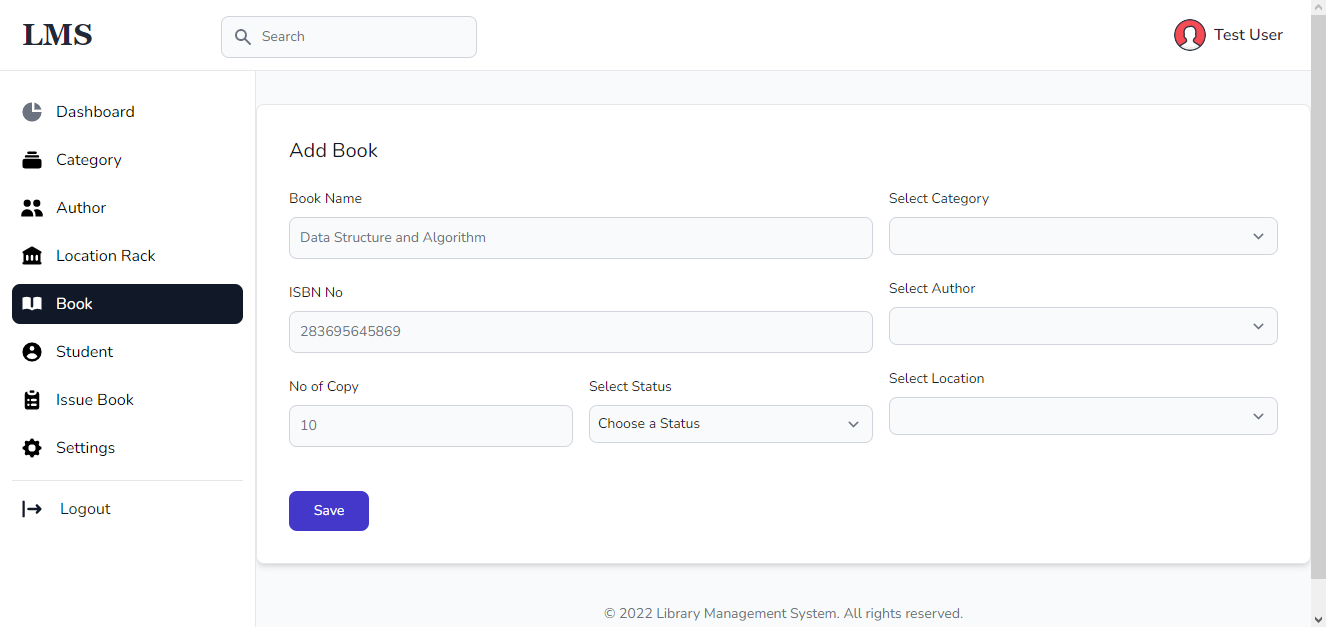 LMS
Search
Test User
Dashboard
Category
Author
Location Rack
Book
Student
Issue Book
Settings
Logout
Add Book
Book Name
Data Structure and Algorithm
Select Category
ISBN No
283695645869
Select Author
No of Copy
10
Select Status
Choose a Status
Select Location
Save
© 2022 Library Management System. All rights reserved.